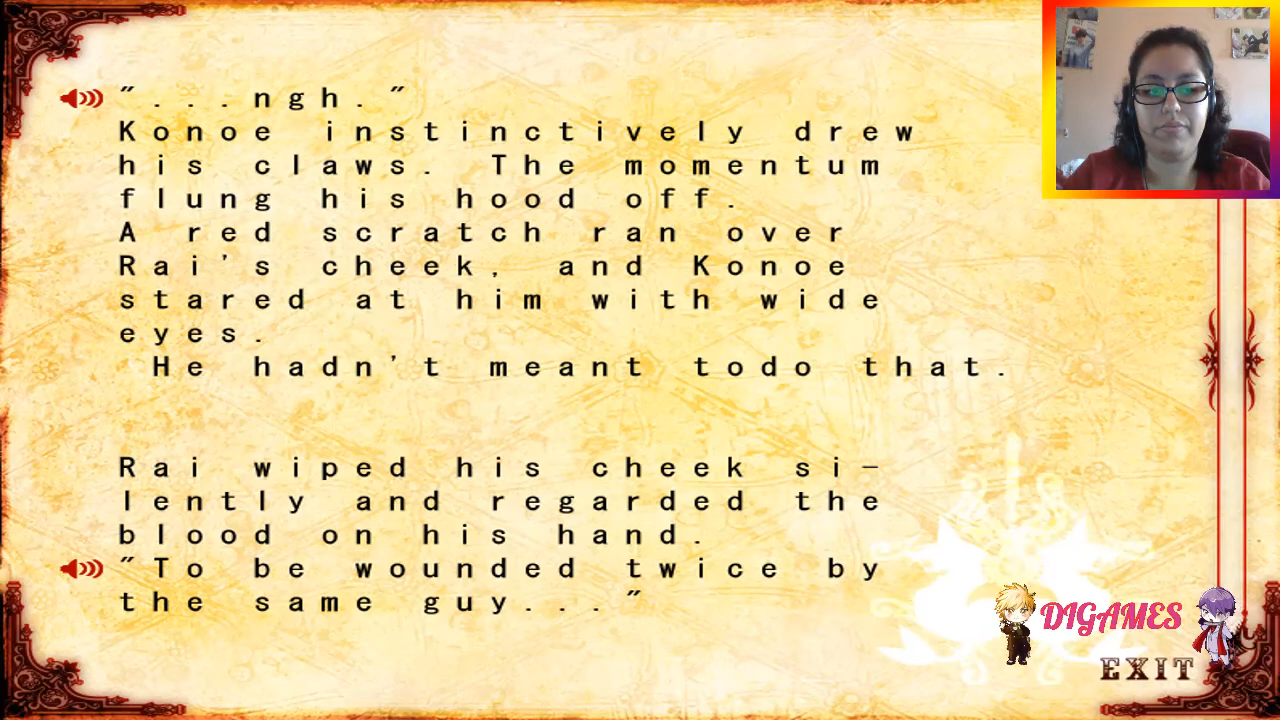 "...ngh."
Konoe instinctively drew
his claws. The momentum
flung his hood off.
A red scratch ran over
Rai's cheek, and Konoe
stared at him with wide
eyes.
He hadn't meant todo that.
Rai wiped his cheek si-
lently and regarded the
blood on his hand.
"To be wounded twice by
the same guy..."
DIGAMES
EXIT